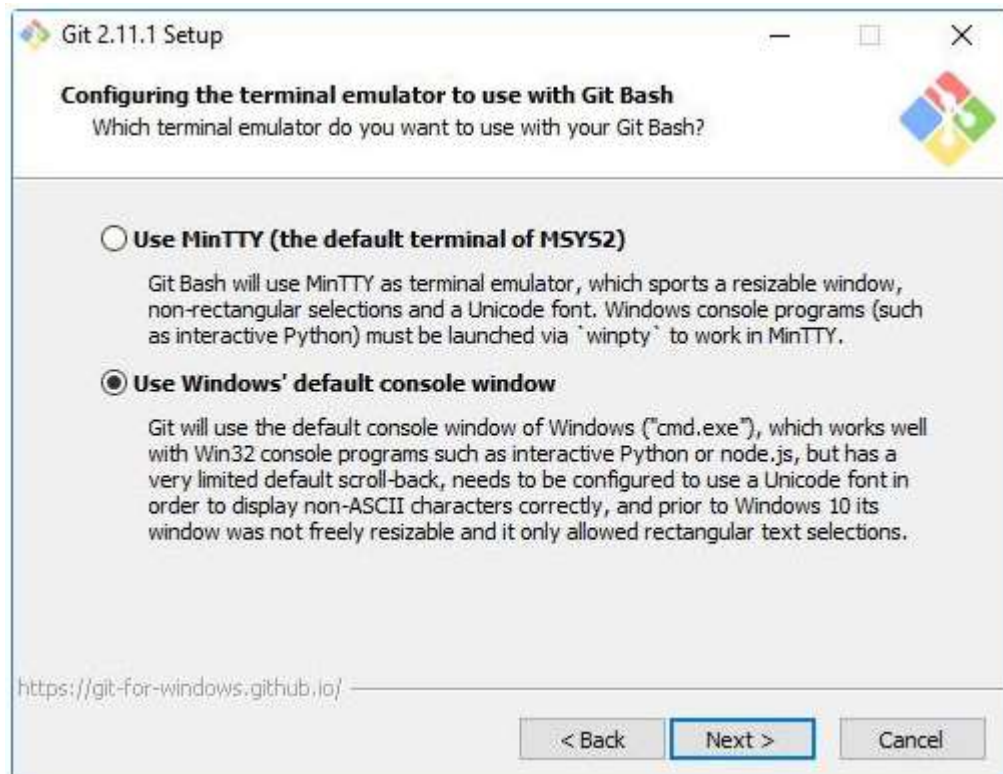 Git 2.11.1 Setup
Configuring the terminal emulator to use with Git Bash
Which terminal emulator do you want to use with your Git Bash?
Use MinTTY (the default terminal of MSYS2)
Git Bash will use MinTTY as terminal emulator, which sports a resizable window,
non-rectangular selections and a Unicode font. Windows console programs (such
as interactive Python) must be launched via `winpty` to work in MinTTY.
Use Windows' default console window
Git will use the default console window of Windows ("cmd.exe"), which works well
with Win32 console programs such as interactive Python or node.js, but has a
very limited default scroll-back, needs to be configured to use a Unicode font in
order to display non-ASCII characters correctly, and prior to Windows 10 its
window was not freely resizable and it only allowed rectangular text selections.
https://git-for-windows.github.io/
< Back Next > Cancel